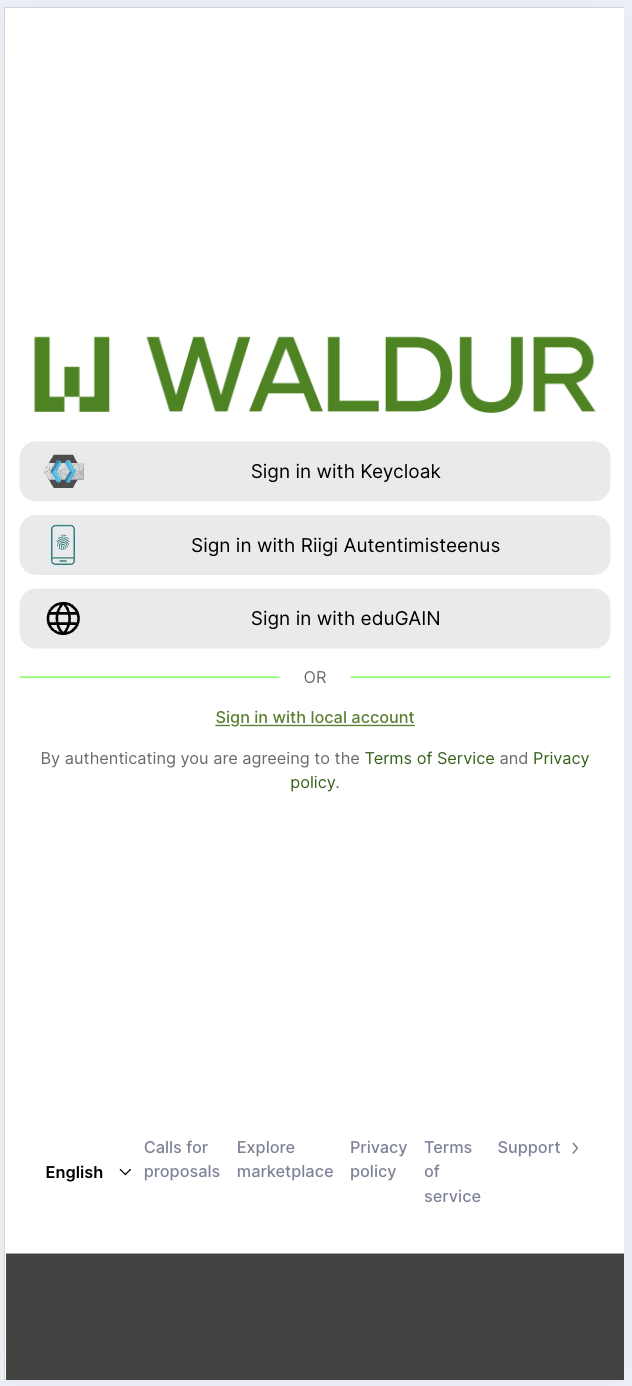 WALDUR
Sign in with Keycloak
Sign in with Riigi Autentimisteenus
Sign in with eduGAIN
OR
Sign in with local account
By authenticating you are agreeing to the Terms of Service and Privacy
policy.
English
Calls for
proposals
Explore
marketplace
Privacy
policy
Terms
of
service
Support